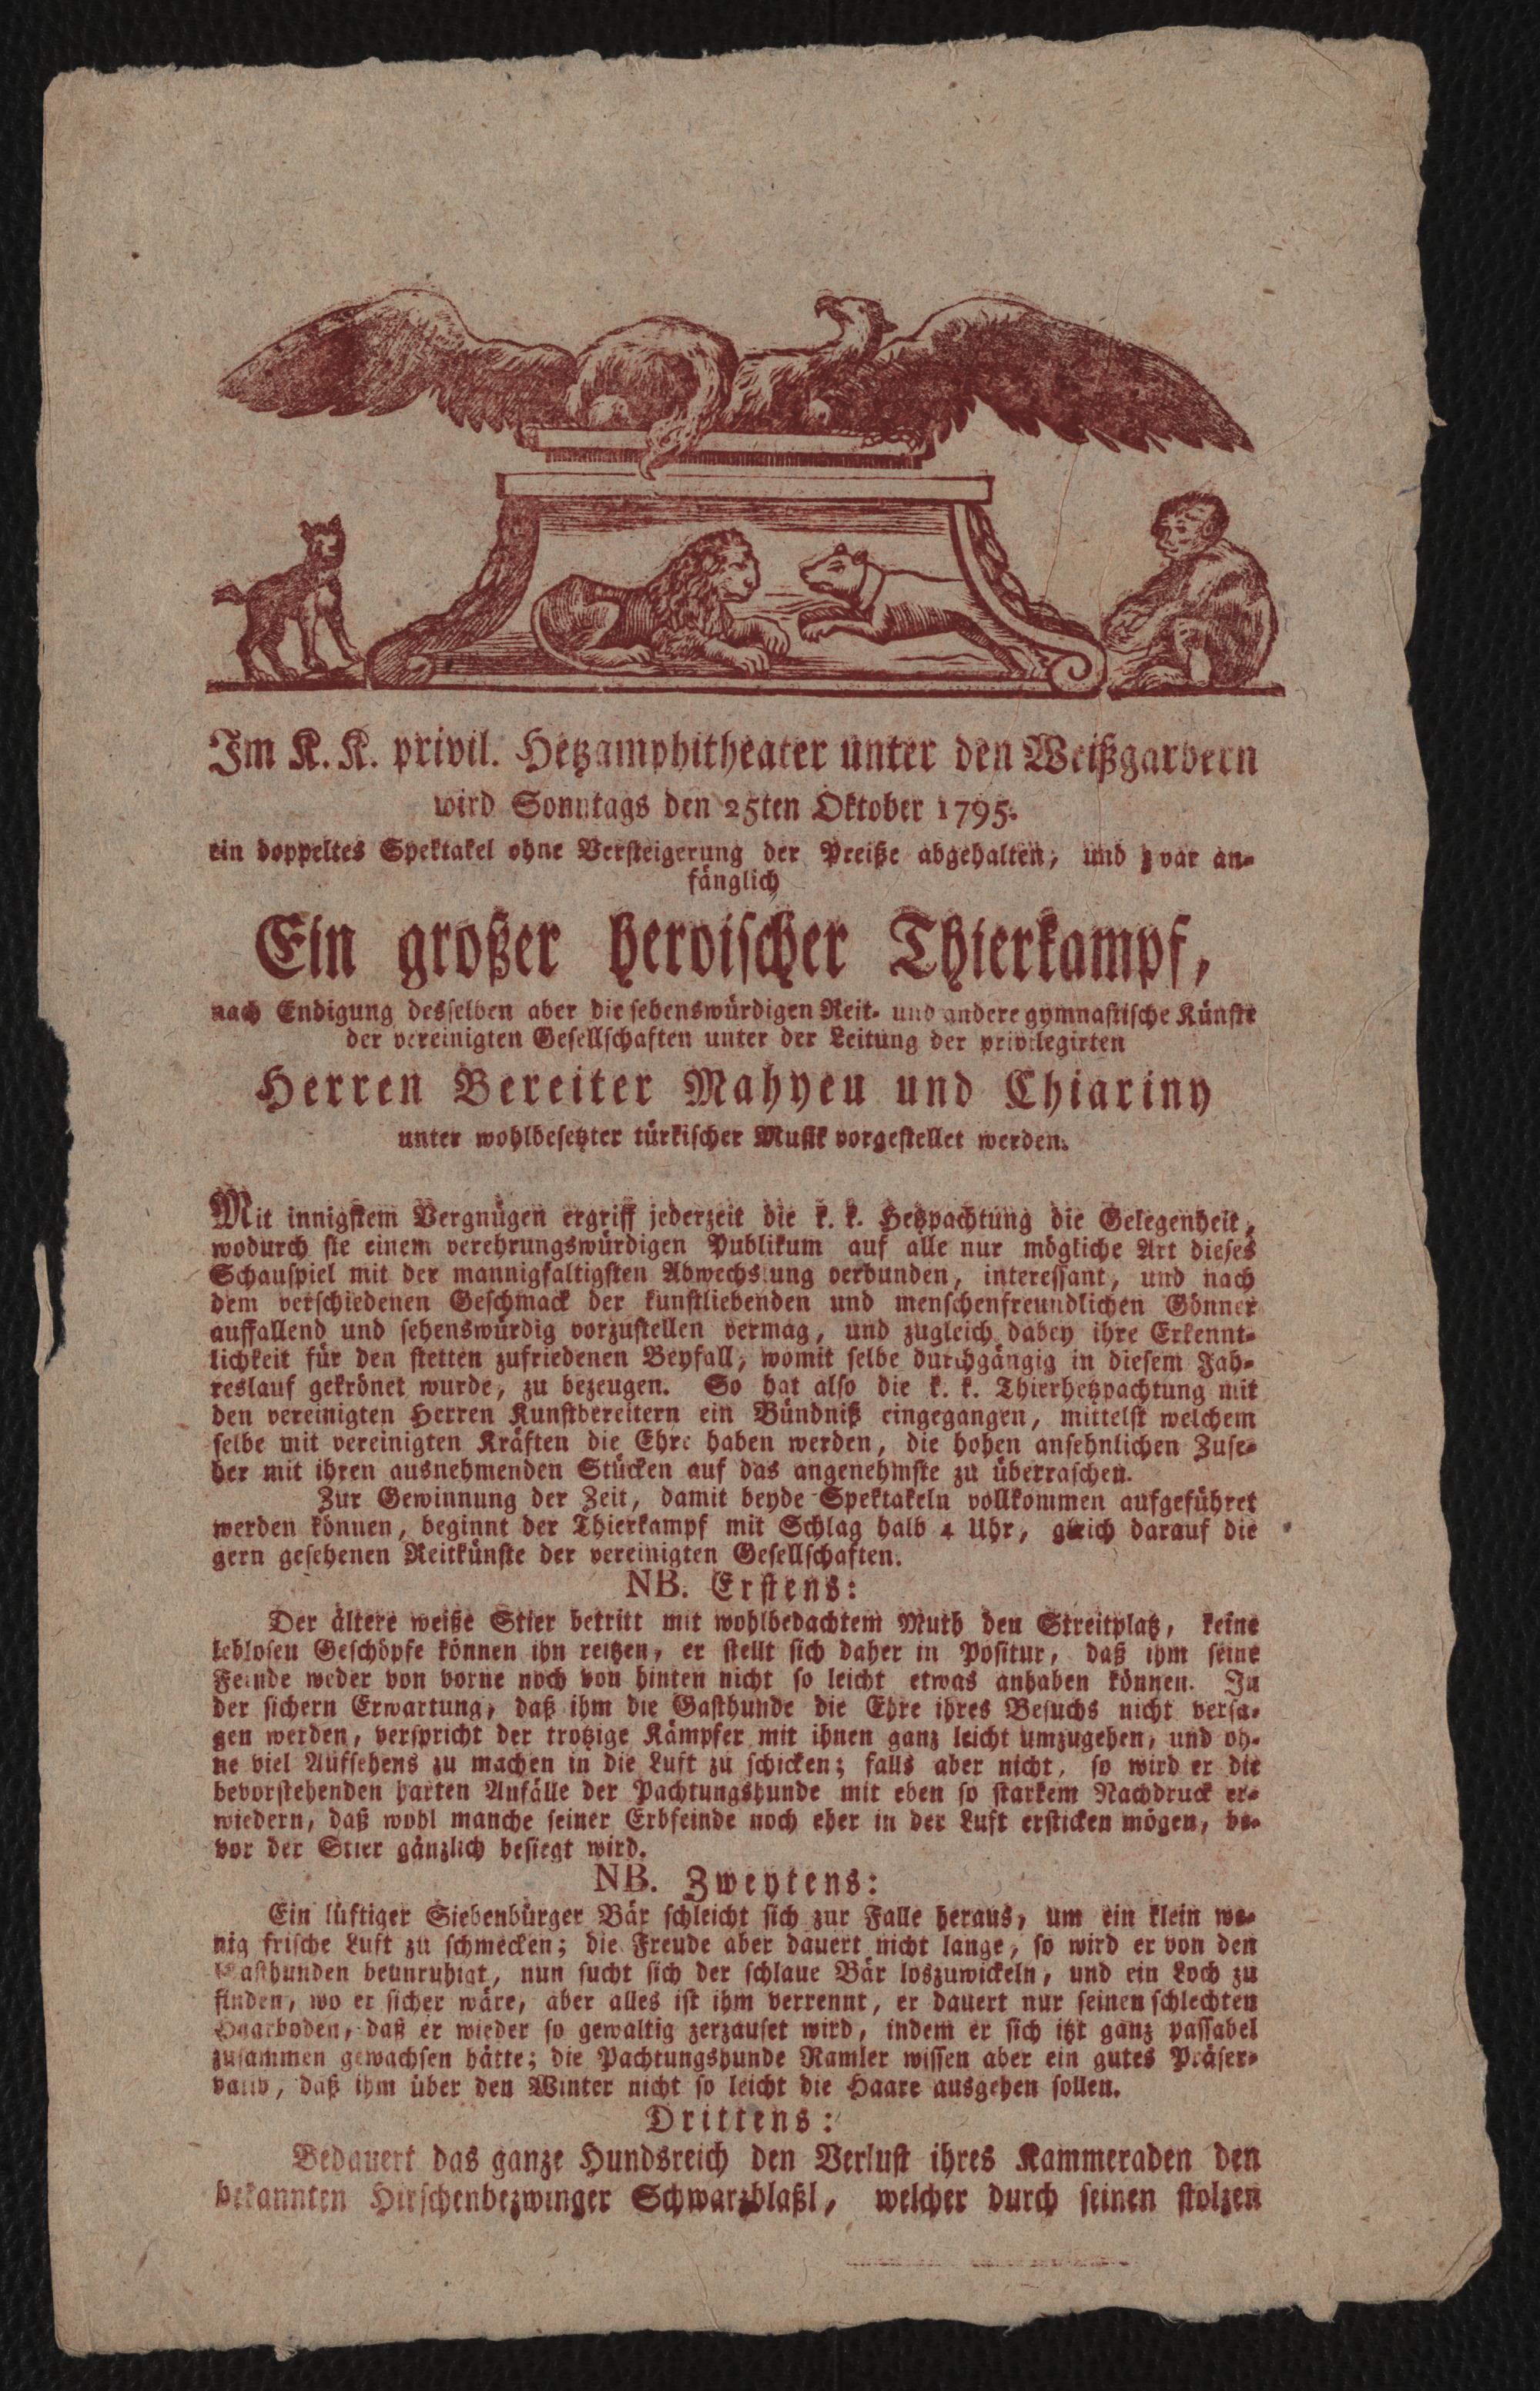 Im K. K. privil. Hetzamphitheater unter den Weißgarbern
wird Sonntags den 25ten Oktober 1795.
ein doppeltes Spektakel ohne Versteigerung der Preiße abgehalten, und zwar an-
fänglich
Ein großer heroischer Thierkampf,
nach Endigung desselben aber die sehenswürdigen Reit- und andere gymnastische Künste
der vereinigten Gesellschaften unter der Leitung der privilegirten
Herren Bereiter Mahyeu und Chiariny
unter wohlbesetzter türkischer Musik vorgestellet werden.
Mit innigstem Vergnügen ergriff jederzeit die k. k. Hetzpachtung die Gelegenheit,
wodurch sie einem verehrungswürdigen Publikum auf alle nur mögliche Art dieses
Schauspiel mit der mannigfaltigsten Abwechslung verbunden, interessant, und nach
dem verschiedenen Geschmack der kunstliebenden und menschenfreundlichen Gönner
auffallend und sehenswürdig vorzustellen vermag, und zugleich dabey ihre Erkennt-
lichkeit für den stetten zufriedenen Beyfall, womit selbe durchgängig in diesem Jah-
reslauf gekrönet wurde, zu bezeugen. So hat also die k. k. Thierhetzpachtung mit
den vereinigten Herren Kunstbereitern ein Bündniß eingegangen, mittelst welchem
selbe mit vereinigten Kräften die Ehre haben werden, die hohen ansehnlichen Zuse-
her mit ihren ausnehmenden Stücken auf das angenehmste zu überraschen.
Zur Gewinnung der Zeit, damit beyde Spektakeln vollkommen aufgeführet
werden können, beginnt der Thierkampf mit Schlag halb 4 Uhr, gleich darauf die
gern gesehenen Reitkünste der vereinigten Gesellschaften.
NB. Erstens:
Der ältere weiße Stier betritt mit wohlbedachtem Muth den Streitplatz, keine
leblosen Geschöpfe können ihn reitzen, er stellt sich daher in Positur, daß ihm seine
Feinde weder von vorne noch von hinten nicht so leicht etwas anhaben können. In
der sichern Erwartung, daß ihm die Gasthunde die Ehre ihres Besuchs nicht versa-
gen werden, verspricht der trotzige Kämpfer mit ihnen ganz leicht umzugehen, und oh-
ne viel Aufsehens zu machen in die Luft zu schicken; falls aber nicht, so wird er die
bevorstehenden harten Anfälle der Pachtungshunde mit eben so starkem Nachdruck er-
wiedern, daß wohl manche seiner Erbfeinde noch eher in der Luft ersticken mögen, be-
vor der Stier gänzlich besiegt wird.
NB. Zweytens:
Ein lüftiger Siebenbürger Bär schleicht sich zur Falle heraus, um ein klein we-
nig frische Luft zu schmecken; die Freude aber dauert nicht lange, so wird er von den
Gasthunden beunruhigt, nun sucht sich der schlaue Bär loszuwickeln, und ein Loch zu
finden, wo er sicher wäre, aber alles ist ihm verrennt, er dauert nur seinen schlechten
Haarboden, daß er wieder so gewaltig zerzauset wird, indem er sich itzt ganz passabel
zusammen gewachsen hätte; die Pachtungshunde Ramler wissen aber ein gutes Präser-
vativ, daß ihm über den Winter nicht so leicht die Haare ausgehen sollen.
Drittens:
Bedauert das ganze Hundsreich den Verlust ihres Kammeraden den
bekannten Hirschenbezwinger Schwarzblaßl, welcher durch seinen stolzen